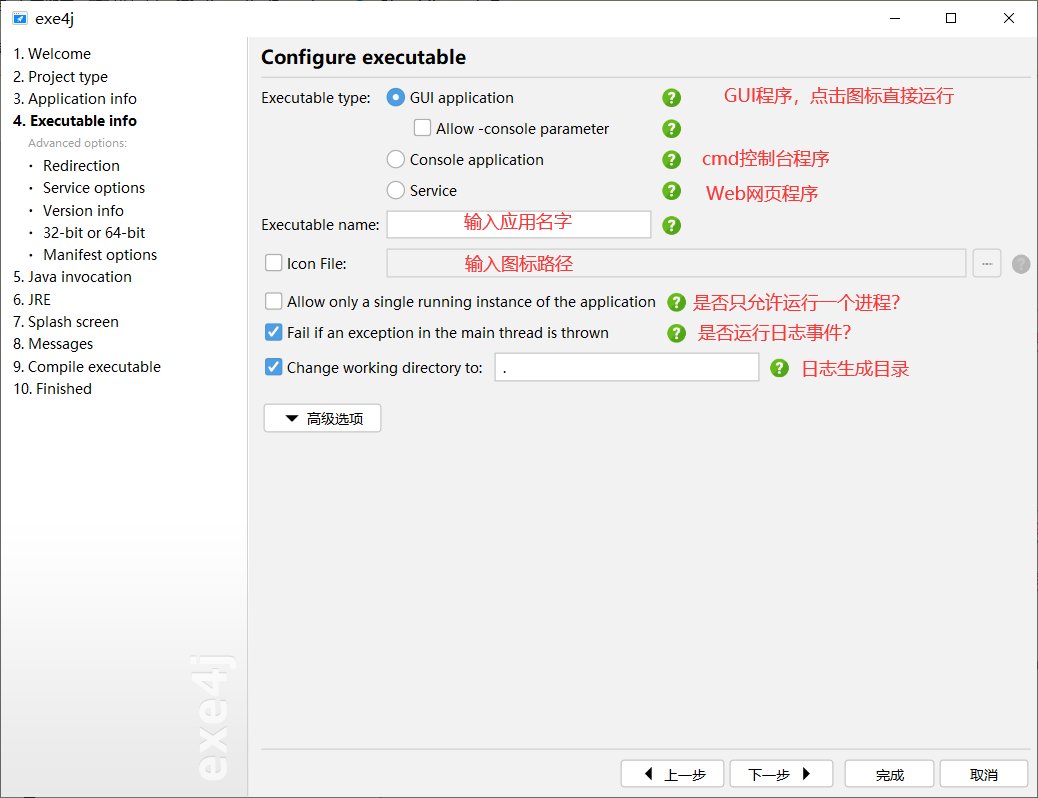 exe4j
1. Welcome
2. Project type
3. Application info
4. Executable info
Advanced options:
• Redirection
• Service options
• Version info
• 32-bit or 64-bit
• Manifest options
5. Java invocation
6. JRE
7. Splash screen
8. Messages
9. Compile executable
10. Finished
exe4j
Configure executable
Executable type: GUI application ? GUI程序，点击图标直接运行
Allow -console parameter ?
Console application ? cmd控制台程序
Service ? Web网页程序
Executable name: 输入应用名字 ?
Icon File: 输入图标路径 ... ?
Allow only a single running instance of the application ? 是否只允许运行一个进程？
Fail if an exception in the main thread is thrown ? 是否运行日志事件？
Change working directory to: . ? 日志生成目录
高级选项
上一步 下一步 完成 取消